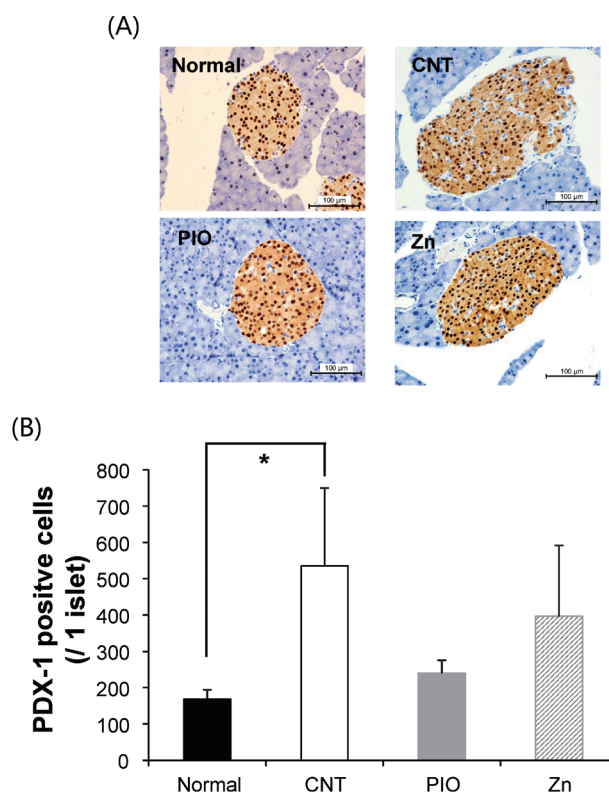 (A)
Normal
100 µm
CNT
100 µm
PIO
100 µm
Zn
100 µm
(B)
*
PDX-1 positve cells
(/ 1 islet)
800
700
600
500
400
300
200
100
0
Normal CNT PIO Zn